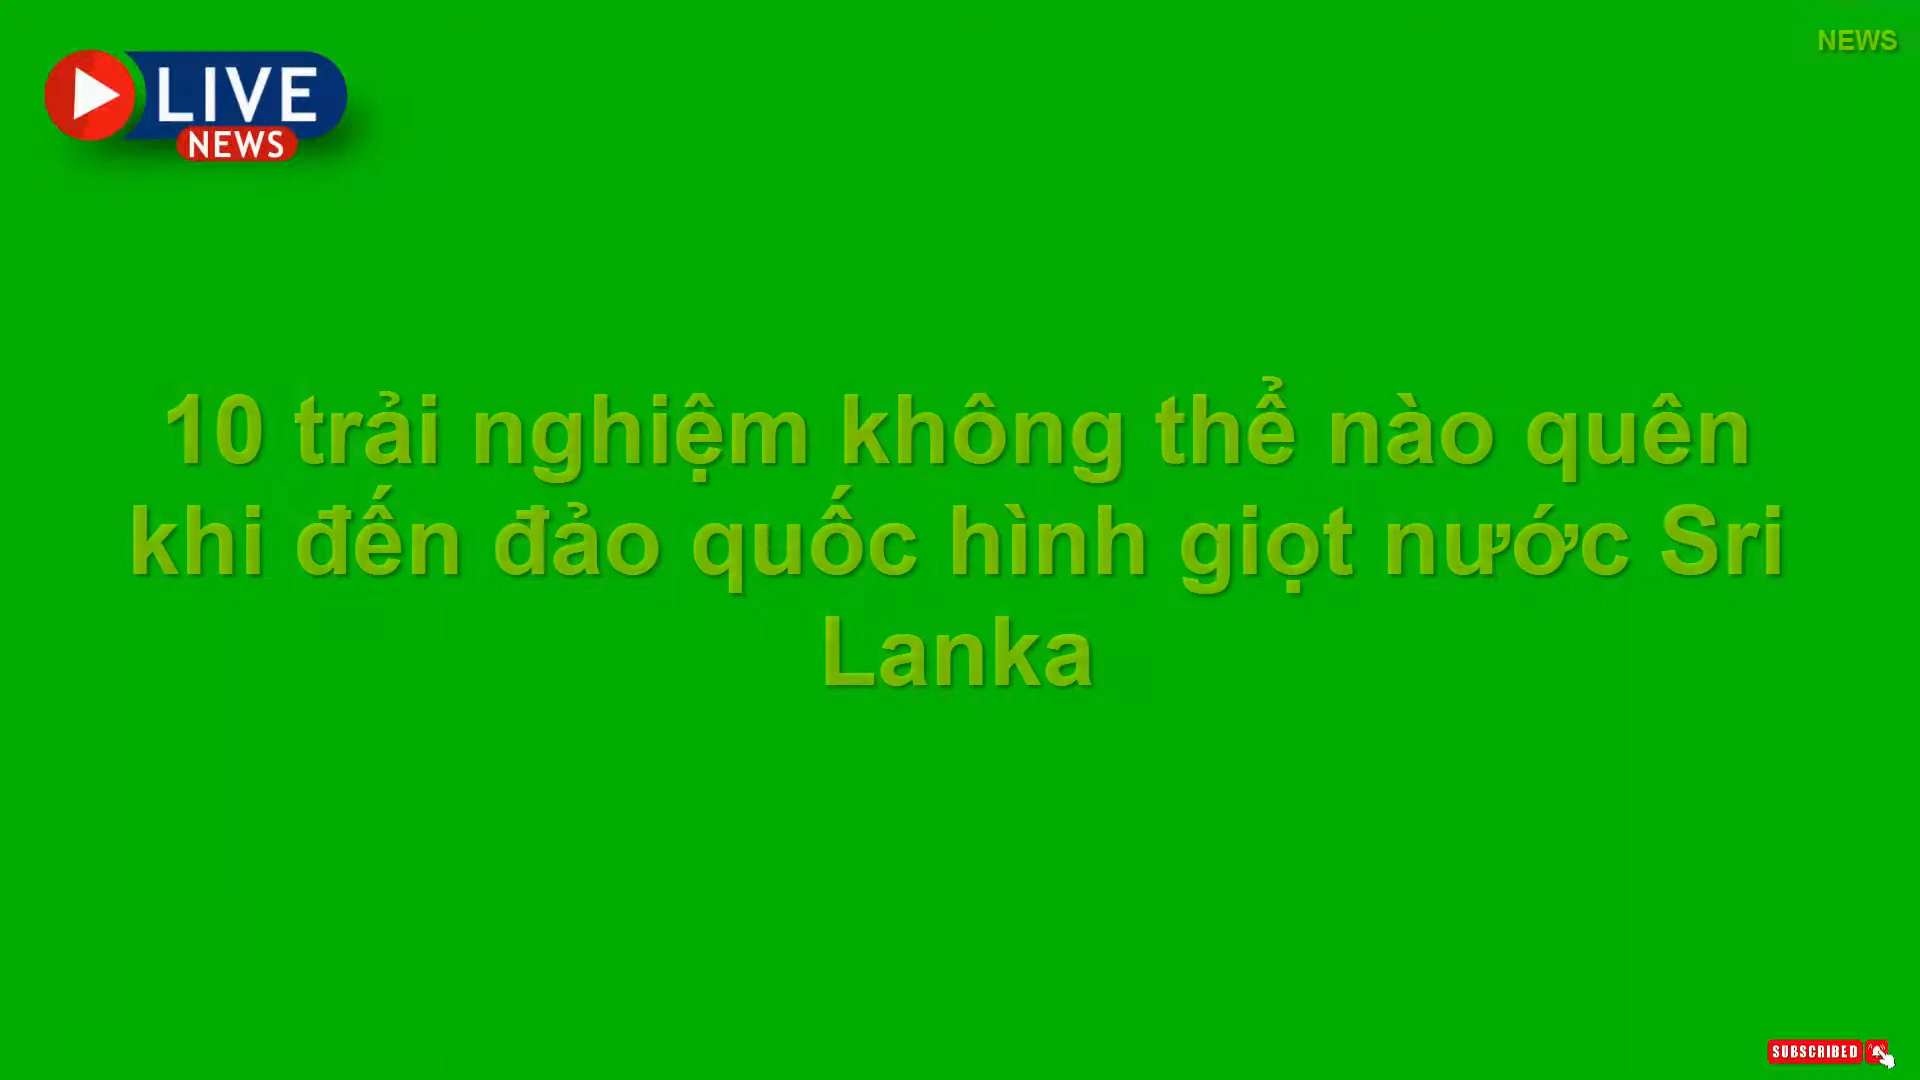 LIVE
NEWS
NEWS
10 trải nghiệm không thể nào quên
khi đến đảo quốc hình giọt nước Sri
Lanka
SUBSCRIBED